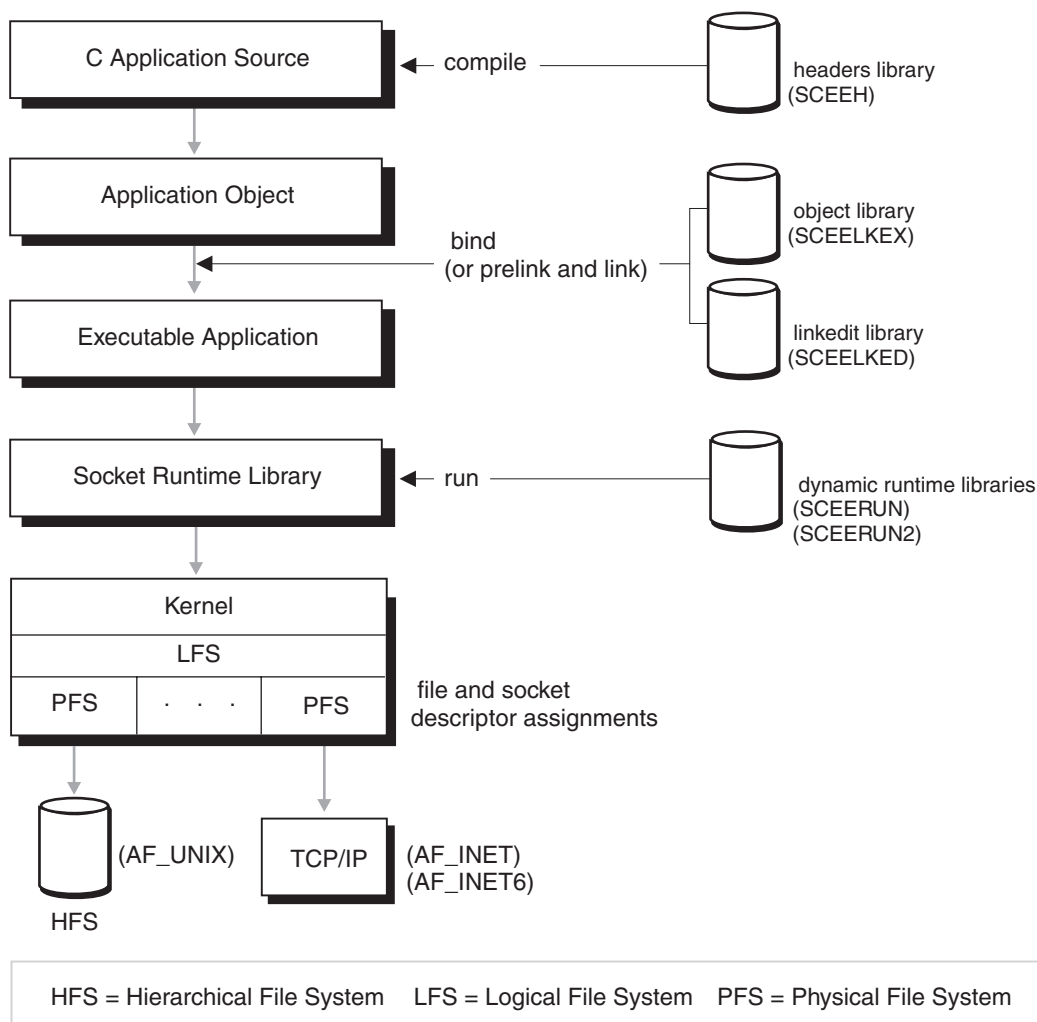 C Application Source
compile
headers library
(SCEEH)
Application Object
object library
(SCEELKEX)
bind
(or prelink and link)
Executable Application
linkedit library
(SCEELKED)
Socket Runtime Library
run
dynamic runtime libraries
(SCEERUN)
(SCEERUN2)
Kernel
LFS
PFS
. . .
PFS
file and socket
descriptor assignments
(AF_UNIX)
HFS
TCP/IP
(AF_INET)
(AF_INET6)
HFS = Hierarchical File System LFS = Logical File System PFS = Physical File System